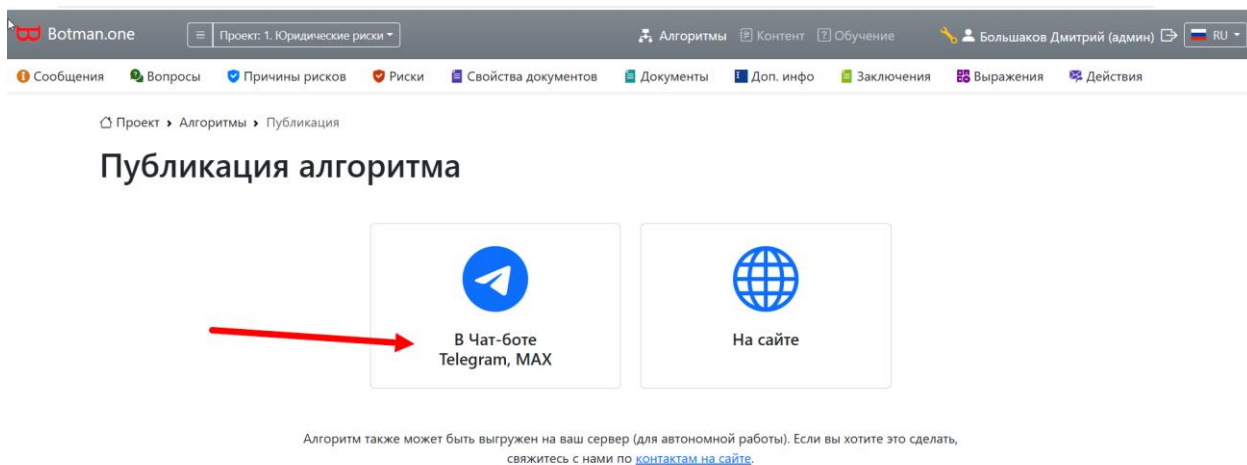 Botman.one
Проект: 1. Юридические риски
Алгоритмы Контент Обучение
Большаков Дмитрий (админ) RU
Сообщения Вопросы Причины рисков Риски Свойства документов Документы Доп. инфо Заключения Выражения Действия
Проект › Алгоритмы › Публикация
Публикация алгоритма
В Чат-боте
Telegram, MAX
На сайте
Алгоритм также может быть выгружен на ваш сервер (для автономной работы). Если вы хотите это сделать,
свяжитесь с нами по контактам на сайте.